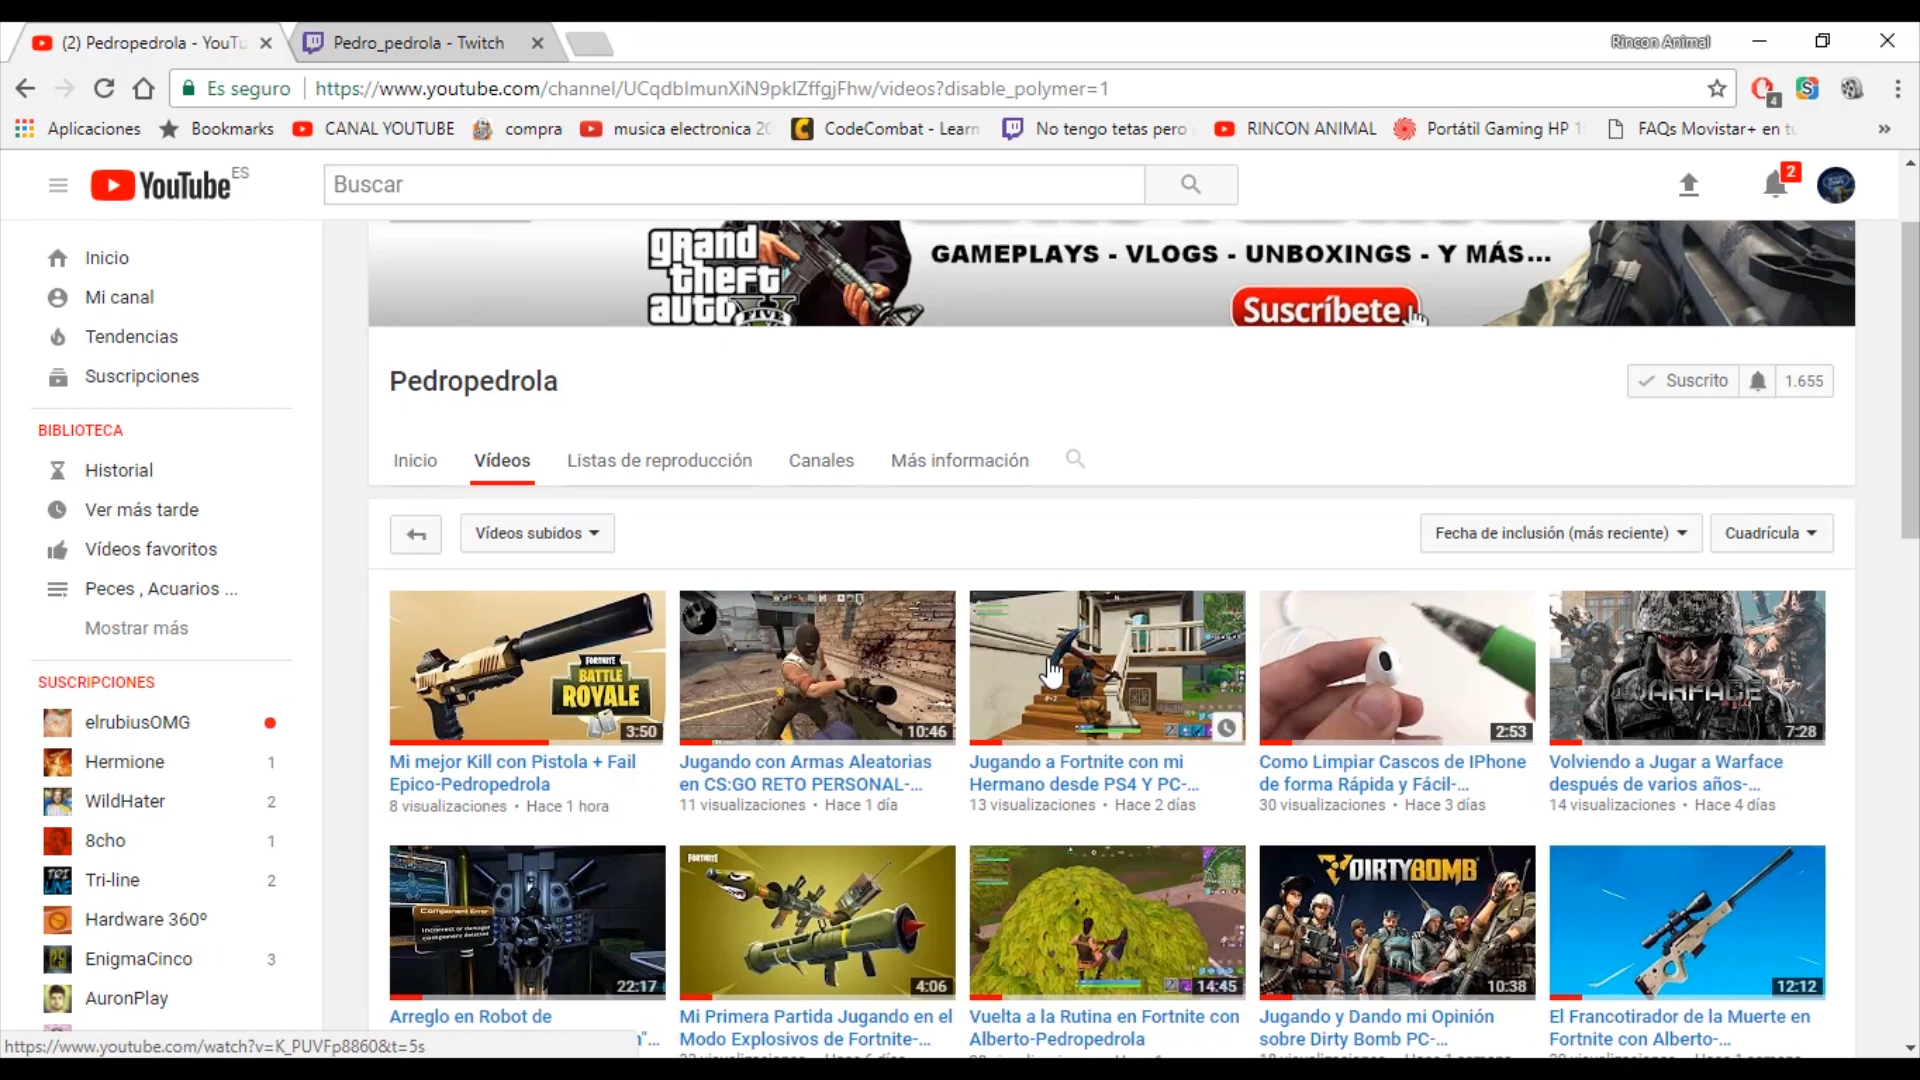 (2) Pedropedrola - YouTu
Pedro_pedrola - Twitch
Rincon Animal
Es seguro
https://www.youtube.com/channel/UCqdbImunXiN9pkIZffgjFhw/videos?disable_polymer=1
4
Aplicaciones
Bookmarks
CANAL YOUTUBE
compra
musica electronica 20
CodeCombat - Learn
No tengo tetas pero
RINCON ANIMAL
Portátil Gaming HP 1
FAQs Movistar+ en tu
»
YouTube ES
Buscar
2
Inicio
Mi canal
Tendencias
Suscripciones
BIBLIOTECA
Historial
Ver más tarde
Vídeos favoritos
Peces , Acuarios ...
Mostrar más
SUSCRIPCIONES
elrubiusOMG
Hermione 1
WildHater 2
8cho 1
TRI LINE Tri-line 2
Hardware 360º
EnigmaCinco 3
AuronPlay
https://www.youtube.com/watch?v=K_PUVFp8860&t=5s
grand
theft
auto
FIVE
GAMEPLAYS - VLOGS - UNBOXINGS - Y MÁS...
Suscríbete
Pedropedrola
Suscrito 1.655
Inicio Vídeos Listas de reproducción Canales Más información
Vídeos subidos
Fecha de inclusión (más reciente)
Cuadrícula
FORTNITE
BATTLE
ROYALE
3:50
Mi mejor Kill con Pistola + Fail
Epico-Pedropedrola
8 visualizaciones • Hace 1 hora
10:46
Jugando con Armas Aleatorias
en CS:GO RETO PERSONAL-...
11 visualizaciones • Hace 1 día
Jugando a Fortnite con mi
Hermano desde PS4 Y PC-...
13 visualizaciones • Hace 2 días
2:53
Como Limpiar Cascos de IPhone
de forma Rápida y Fácil-...
30 visualizaciones • Hace 3 días
WARFACE
7:28
Volviendo a Jugar a Warface
después de varios años-...
14 visualizaciones • Hace 4 días
Component Error
Incorrect or damaged
component detected
22:17
Arreglo en Robot de
FORTNITE
4:06
Mi Primera Partida Jugando en el
Modo Explosivos de Fortnite-...
14:45
Vuelta a la Rutina en Fortnite con
Alberto-Pedropedrola
DIRTYBOMB
10:38
Jugando y Dando mi Opinión
sobre Dirty Bomb PC-...
12:12
El Francotirador de la Muerte en
Fortnite con Alberto-...